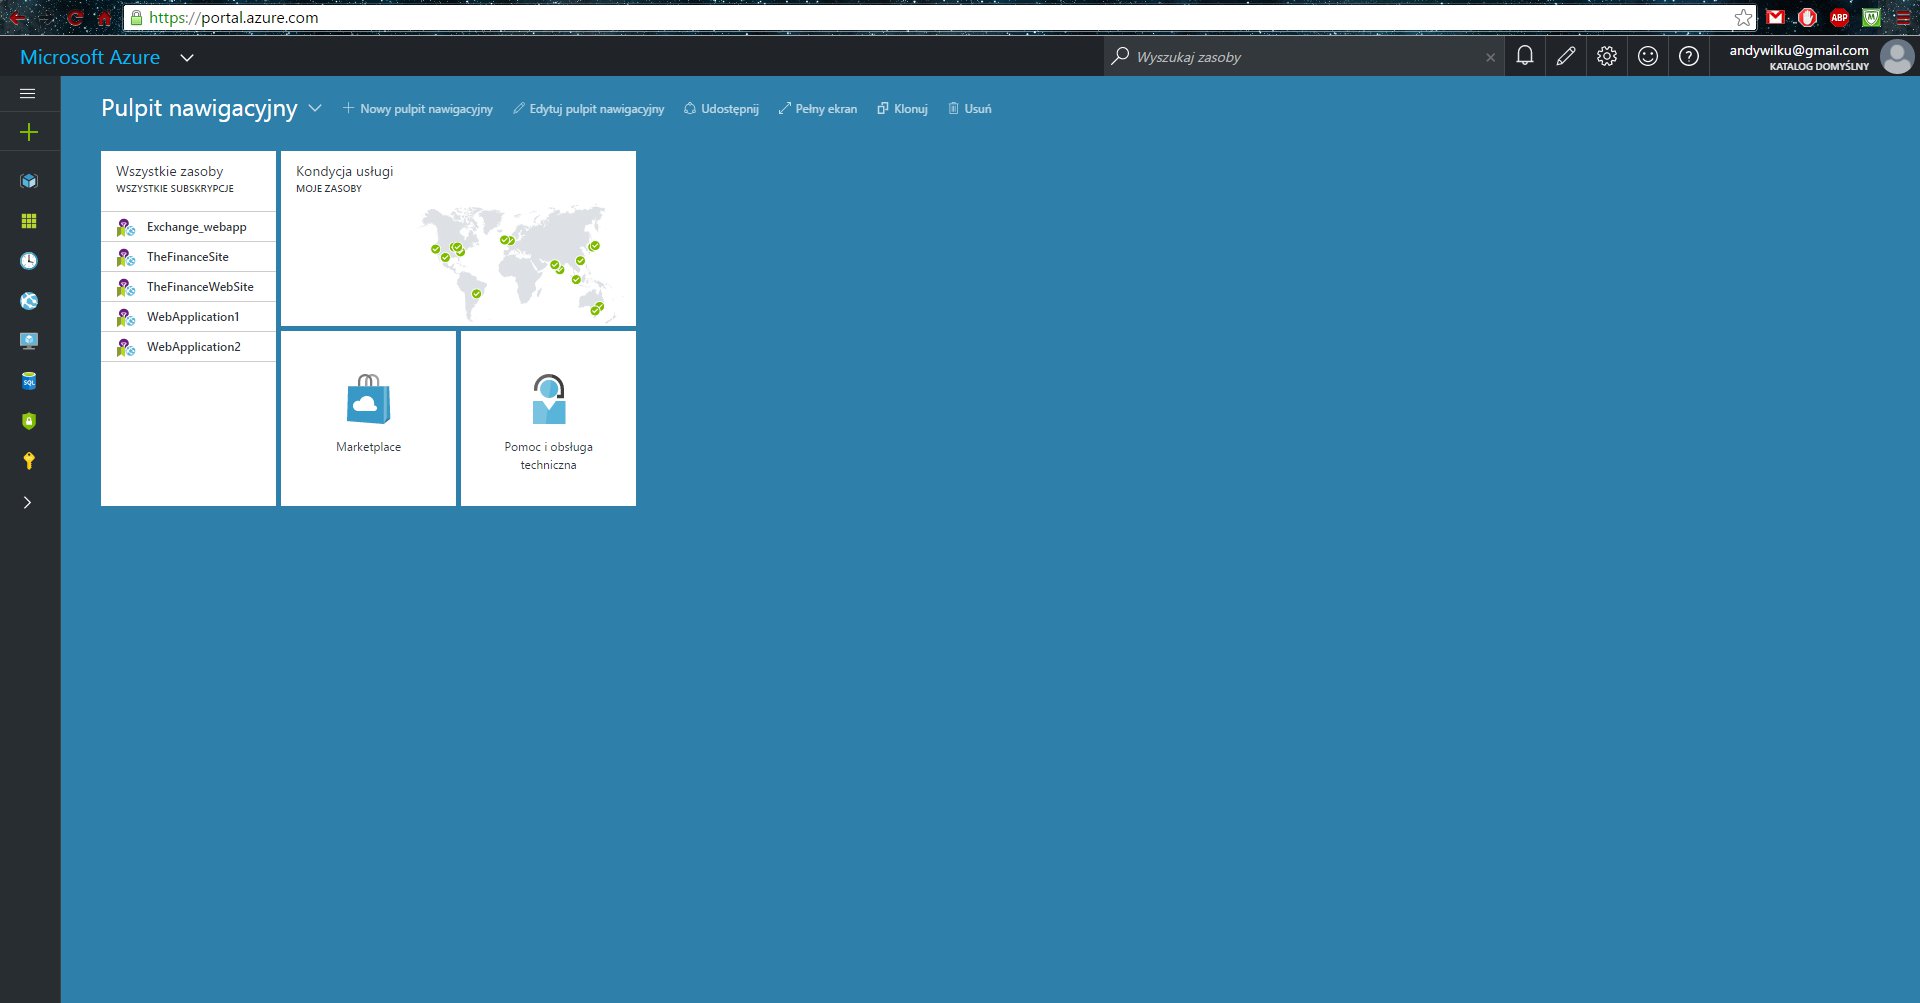 https://portal.azure.com
ABP
M
Microsoft Azure
Wyszukaj zasoby
andywilku@gmail.com
KATALOG DOMYŚLNY
Pulpit nawigacyjny
Nowy pulpit nawigacyjny
Edytuj pulpit nawigacyjny
Udostępnij
Pełny ekran
Klonuj
Usuń
Wszystkie zasoby
WSZYSTKIE SUBSKRYPCJE
Exchange_webapp
TheFinanceSite
TheFinanceWebSite
WebApplication1
WebApplication2
Kondycja usługi
MOJE ZASOBY
Marketplace
Pomoc i obsługa
techniczna
SQL